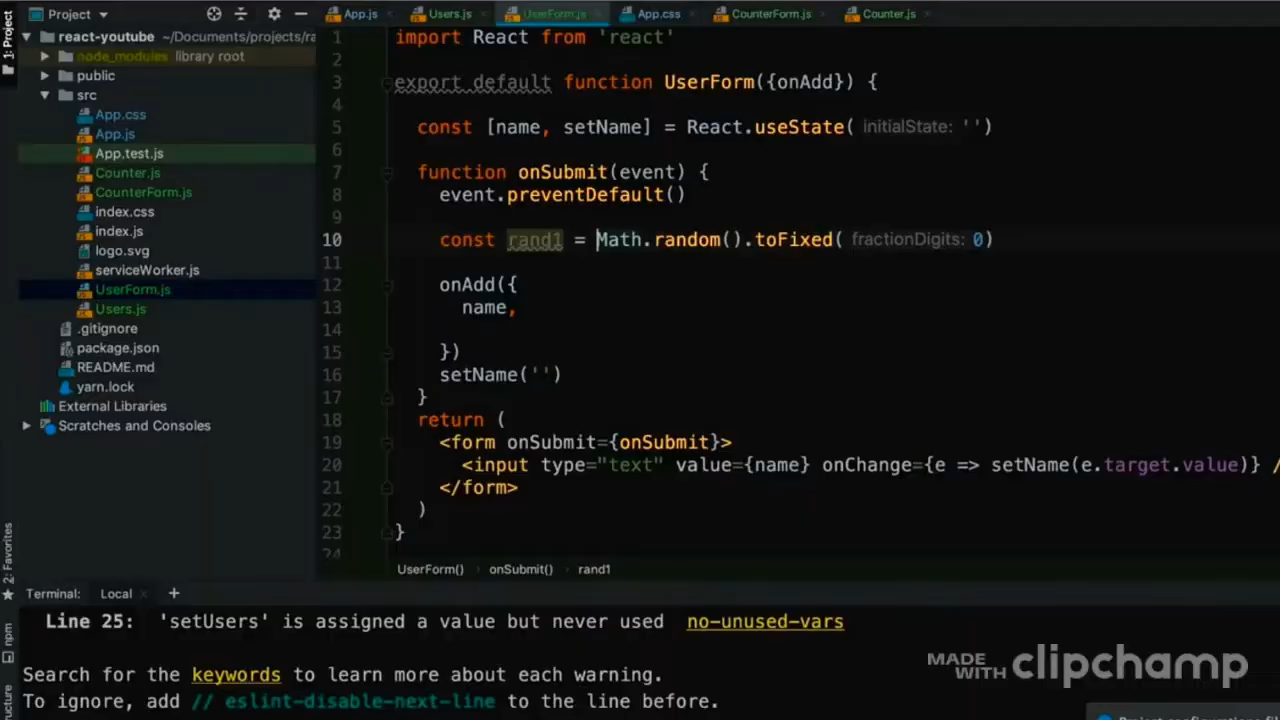 Project
App.js
Users.js
UserForm.js
App.css
CounterForm.js
Counter.js
1: Project
react-youtube ~/Documents/projects/ra
node_modules library root
public
src
App.css
App.js
App.test.js
Counter.js
CounterForm.js
index.css
index.js
logo.svg
serviceWorker.js
UserForm.js
Users.js
.gitignore
package.json
README.md
yarn.lock
External Libraries
Scratches and Consoles
1 import React from 'react'
2
3 export default function UserForm({onAdd}) {
4
5 const [name, setName] = React.useState( initialState: '')
6
7 function onSubmit(event) {
8 event.preventDefault()
9
10 const rand1 = Math.random().toFixed( fractionDigits: 0)
11
12 onAdd({
13 name,
14
15 })
16 setName('')
17 }
18 return (
19 <form onSubmit={onSubmit}>
20 <input type="text" value={name} onChange={e => setName(e.target.value)} /
21 </form>
22 )
23 }
24
UserForm() onSubmit() rand1
2: Favorites
npm
Terminal: Local +
Line 25: 'setUsers' is assigned a value but never used no-unused-vars
Search for the keywords to learn more about each warning.
To ignore, add // eslint-disable-next-line to the line before.
MADE WITH clipchamp